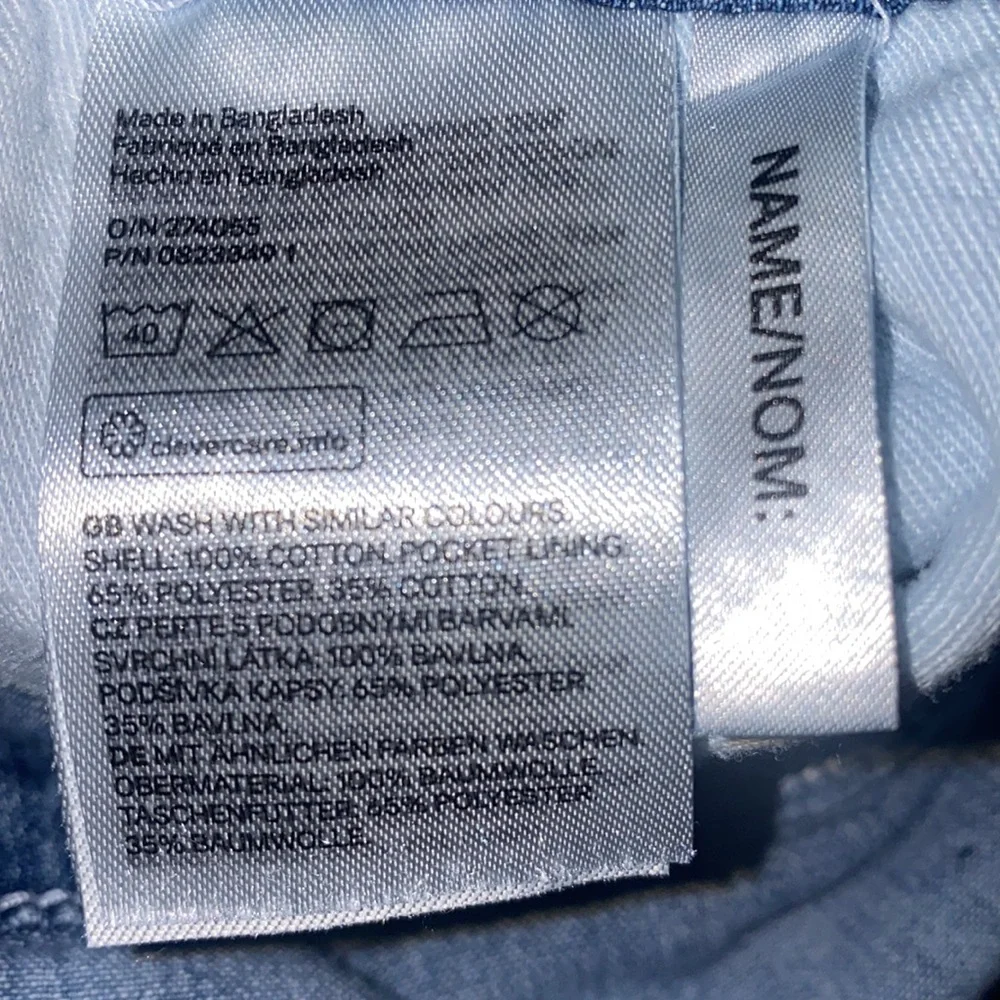 Made in Bangladesh
Fabriqué en Bangladesh
Hecho en Bangladesh
O/N 274055
P/N 0823349 1
40
clevercare.info
GB WASH WITH SIMILAR COLOURS.
SHELL: 100% COTTON. POCKET LINING:
65% POLYESTER, 35% COTTON.
CZ PERTE S PODOBNÝMI BARVAMI.
SVRCHNÍ LÁTKA: 100% BAVLNA.
PODŠÍVKA KAPSY: 65% POLYESTER
35% BAVLNA
DE MIT ÄHNLICHEN FARBEN WASCHEN.
OBERMATERIAL: 100% BAUMWOLLE.
TASCHENFUTTER: 65% POLYESTER
35% BAUMWOLLE.
NAME/NOM: